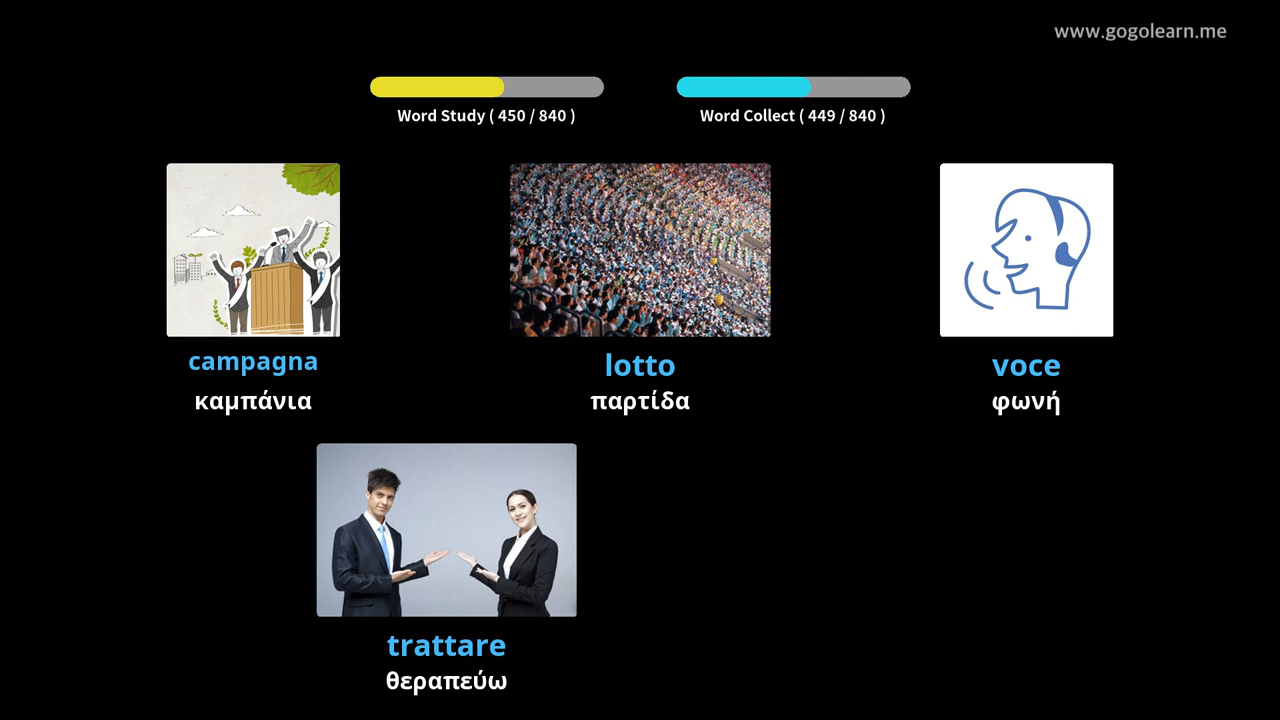 www.gogolearn.me
Word Study ( 450 / 840 )
Word Collect ( 449 / 840 )
campagna
καμπάνια
lotto
παρτίδα
voce
φωνή
trattare
θεραπεύω